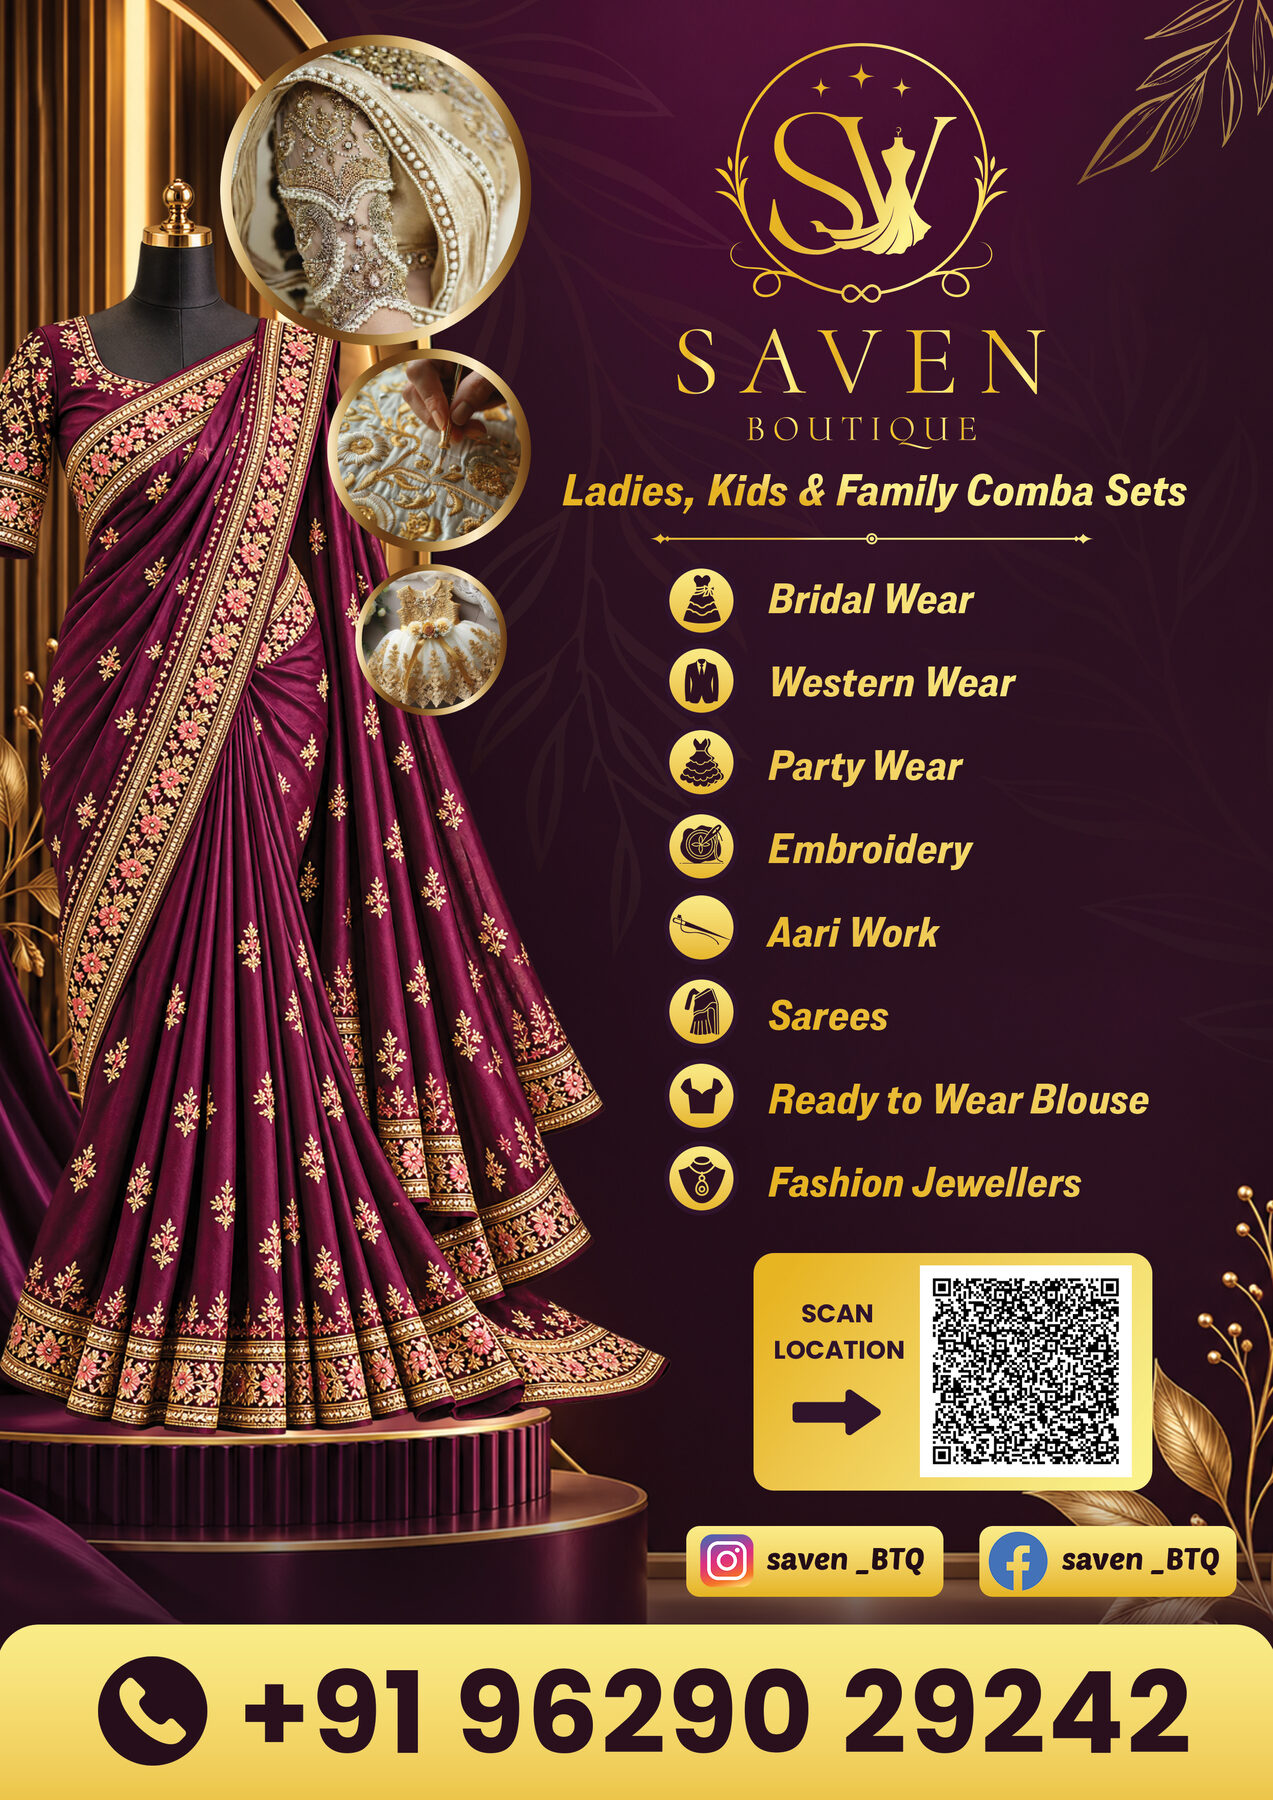 SV
SAVEN
BOUTIQUE
Ladies, Kids & Family Comba Sets
Bridal Wear
Western Wear
Party Wear
Embroidery
Aari Work
Sarees
Ready to Wear Blouse
Fashion Jewellers
SCAN
LOCATION
saven _BTQ
saven _BTQ
+91 96290 29242